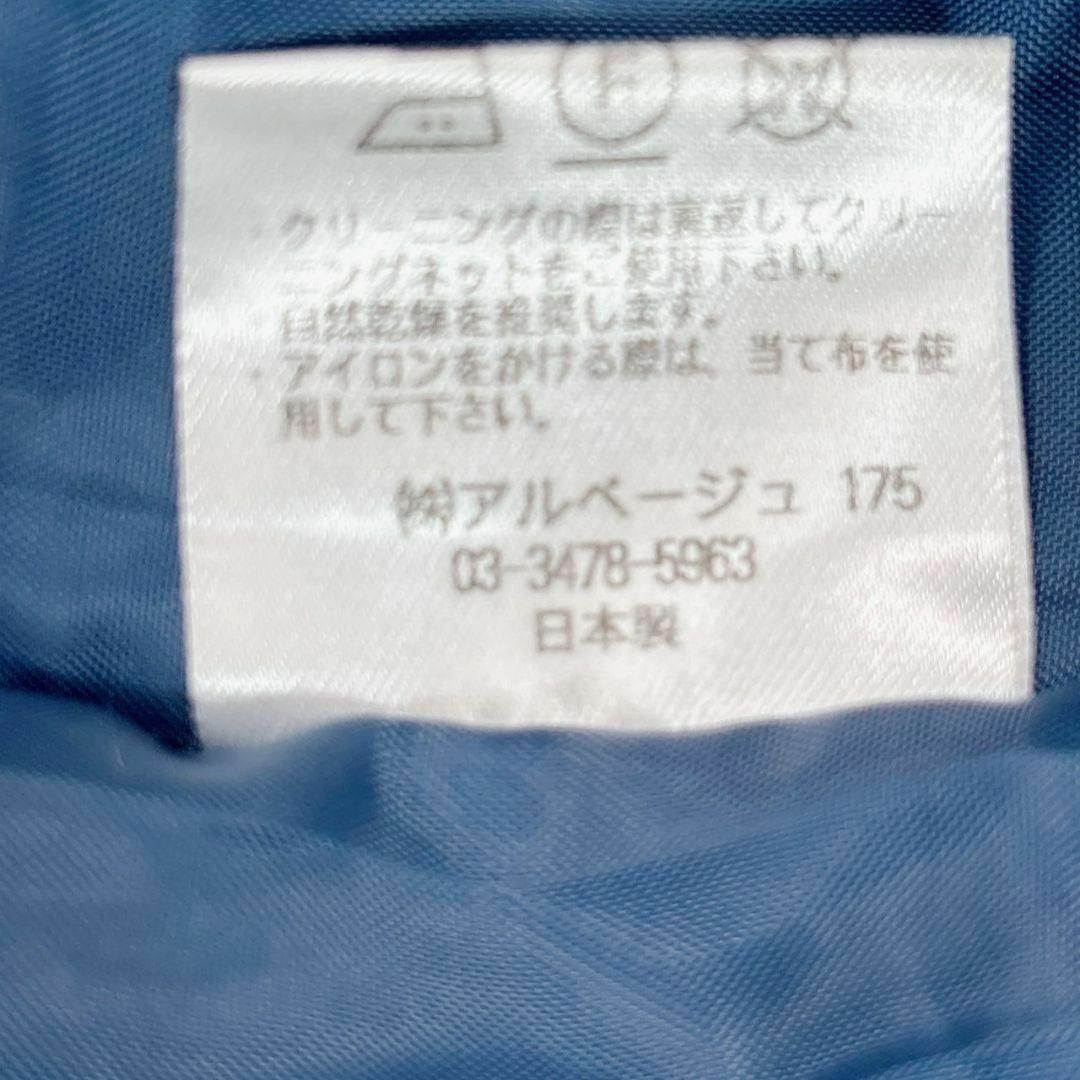 F
・クリーニングの際は裏返してクリー
ニングネットをご使用下さい。
・自然乾燥を推奨します。
・アイロンをかける際は、当て布を使
用して下さい。
㈱アルページュ 175
03-3478-5963
日本製